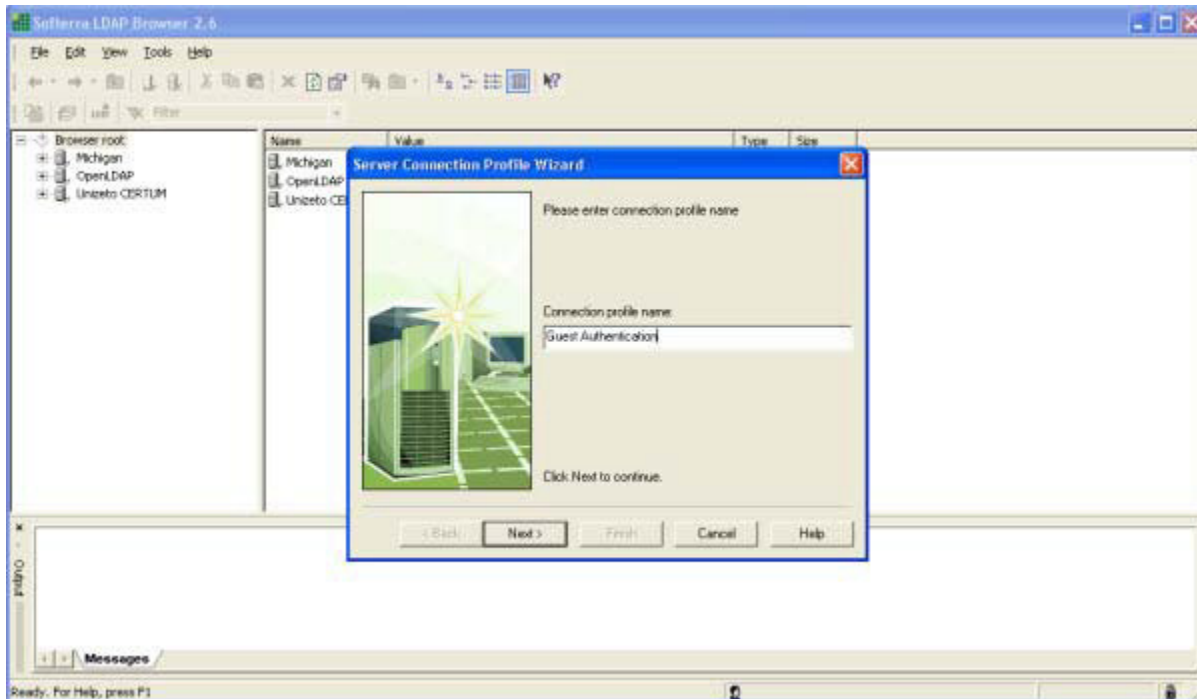 Softerra LDAP Browser 2.6
File Edit View Tools Help
Filter
Browser root
Michigan
OpenLDAP
Unizeto CERTUM
Name Value Type Size
Michigan
OpenLDAP
Unizeto CE
Server Connection Profile Wizard
Please enter connection profile name
Connection profile name:
Guest Authentication
Click Next to continue.
< Back Next > Finish Cancel Help
Output
Messages
Ready. For Help, press F1